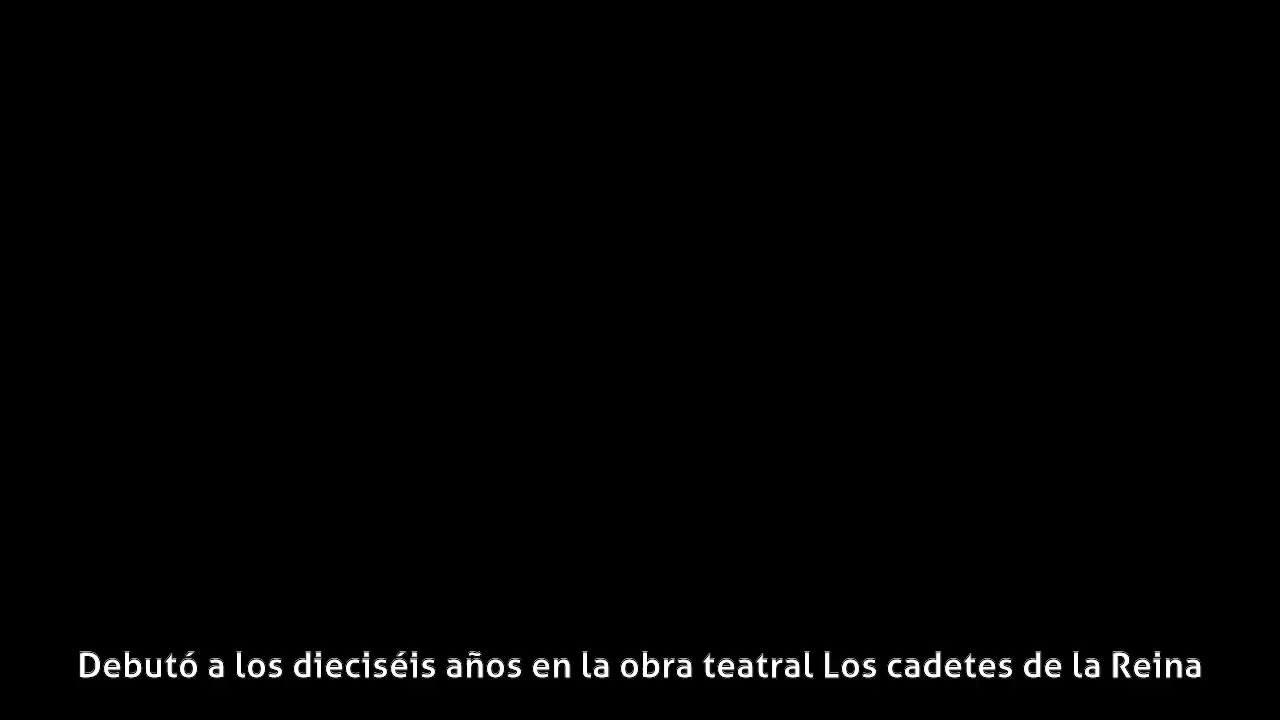 Debutó a los dieciséis años en la obra teatral Los cadetes de la Reina